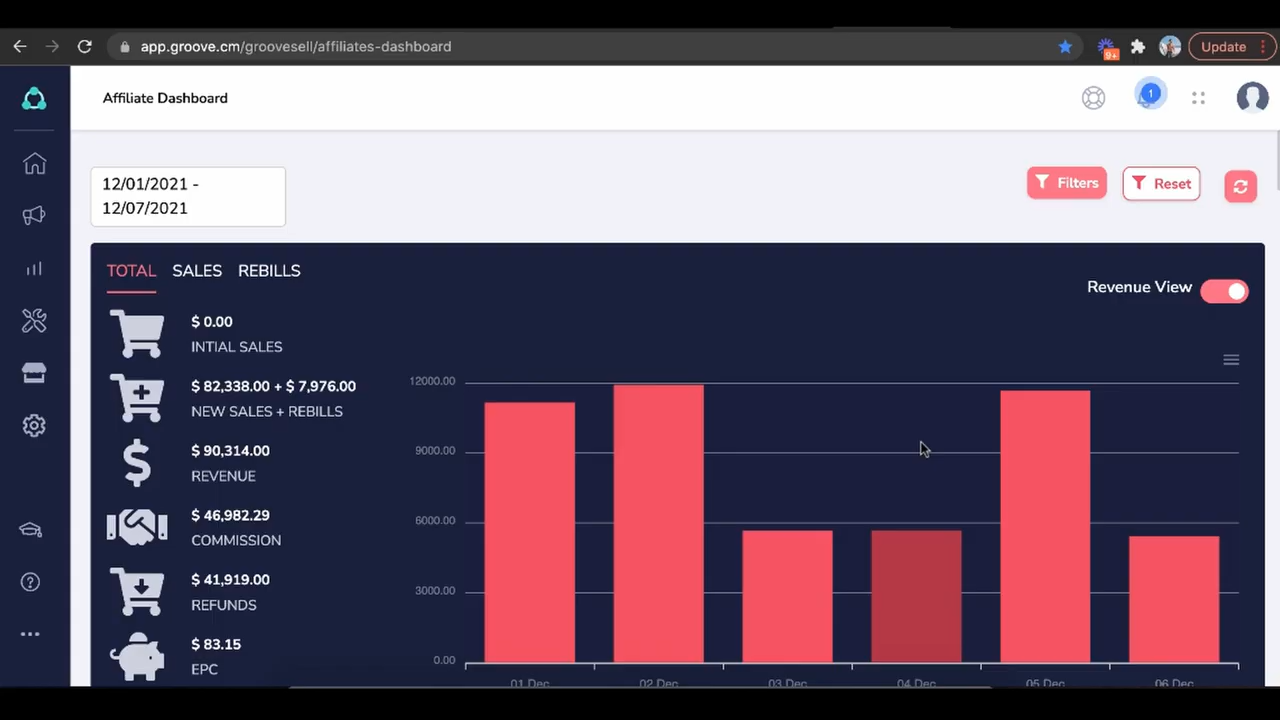 app.groove.cm/groovesell/affiliates-dashboard
9+
Update
Affiliate Dashboard
1
12/01/2021 -
12/07/2021
Filters
Reset
TOTAL SALES REBILLS
Revenue View
$ 0.00
INTIAL SALES
$ 82,338.00 + $ 7,976.00
NEW SALES + REBILLS
$ 90,314.00
REVENUE
$ 46,982.29
COMMISSION
$ 41,919.00
REFUNDS
$ 83.15
EPC
12000.00
9000.00
6000.00
3000.00
0.00
01 Dec 02 Dec 03 Dec 04 Dec 05 Dec 06 Dec